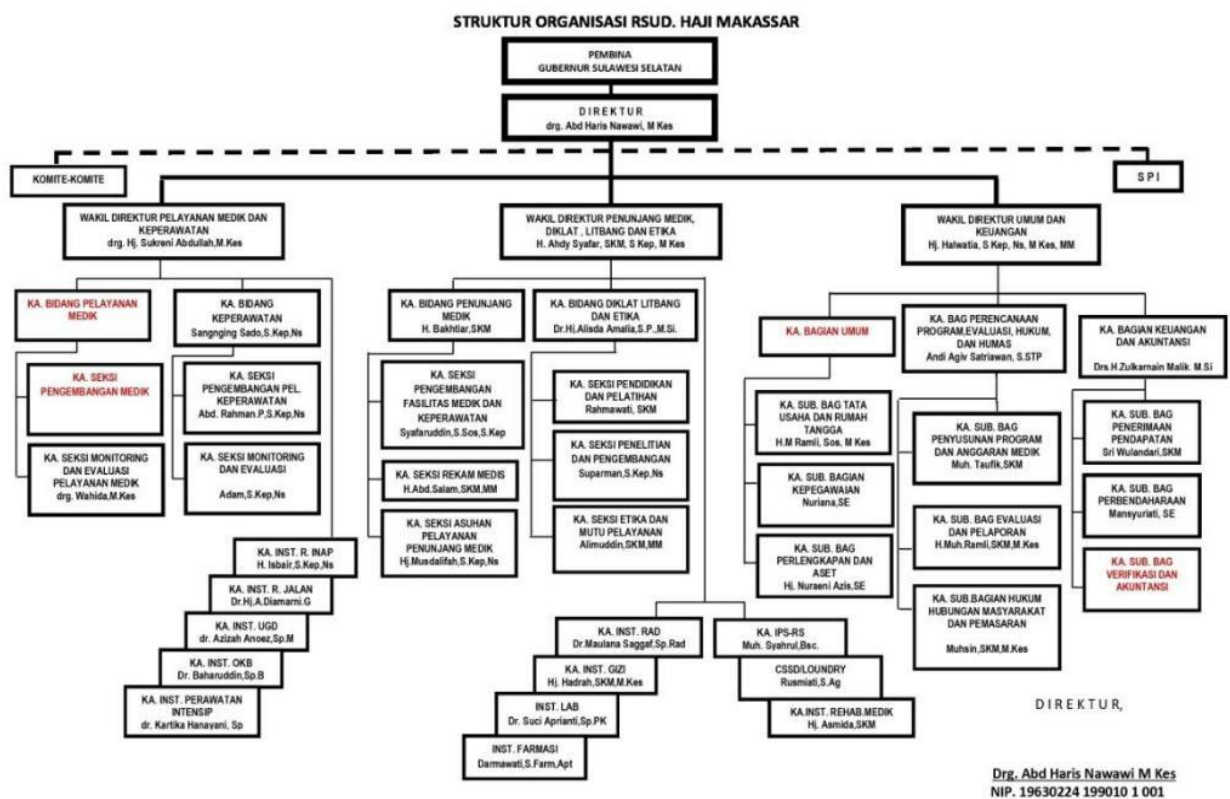 STRUKTUR ORGANISASI RSUD. HAJI MAKASSAR
PEMBINA
GUBERNUR SULAWESI SELATAN
D I R E K T U R
drg. Abd Haris Nawawi, M Kes
KOMITE-KOMITE
S P I
WAKIL DIREKTUR PELAYANAN MEDIK DAN
KEPERAWATAN
drg. Hj. Sukreni Abdullah,M.Kes
WAKIL DIREKTUR PENUNJANG MEDIK,
DIKLAT , LITBANG DAN ETIKA
H. Ahdy Syafar, SKM, S Kep, M Kes
WAKIL DIREKTUR UMUM DAN
KEUANGAN
Hj. Halwatia, S Kep, Ns, M Kes, MM
KA. BIDANG PELAYANAN
MEDIK
KA. SEKSI
PENGEMBANGAN MEDIK
KA. SEKSI MONITORING
DAN EVALUASI
PELAYANAN MEDIK
drg. Wahida,M.Kes
KA. BIDANG
KEPERAWATAN
Sangnging Sado,S.Kep,Ns
KA. SEKSI
PENGEMBANGAN PEL.
KEPERAWATAN
Abd. Rahman.P,S.Kep,Ns
KA. SEKSI MONITORING
DAN EVALUASI
Adam,S.Kep,Ns
KA. INST. R. INAP
H. Isbair,S.Kep,Ns
KA. INST. R. JALAN
Dr.Hj.A.Diamarni.G
KA. INST. UGD
dr. Azizah Anoez,Sp.M
KA. INST. OKB
Dr. Baharuddin,Sp.B
KA. INST. PERAWATAN
INTENSIP
dr. Kartika Hanayani, Sp
KA. BIDANG PENUNJANG
MEDIK
H. Bakhtiar,SKM
KA. SEKSI
PENGEMBANGAN
FASILITAS MEDIK DAN
KEPERAWATAN
Syafaruddin,S.Sos,S.Kep
KA. SEKSI REKAM MEDIS
H.Abd.Salam,SKM,MM
KA. SEKSI ASUHAN
PELAYANAN
PENUNJANG MEDIK
Hj.Musdalifah,S.Kep,Ns
KA. BIDANG DIKLAT LITBANG
DAN ETIKA
Dr.Hj.Alisda Amalia,S.P.,M.Si.
KA. SEKSI PENDIDIKAN
DAN PELATIHAN
Rahmawati, SKM
KA. SEKSI PENELITIAN
DAN PENGEMBANGAN
Suparman,S.Kep,Ns
KA. SEKSI ETIKA DAN
MUTU PELAYANAN
Alimuddin,SKM,MM
KA. INST. RAD
Dr.Maulana Saggaf,Sp.Rad
KA. INST. GIZI
Hj. Hadrah,SKM,M.Kes
INST. LAB
Dr. Suci Aprianti,Sp.PK
INST. FARMASI
Darmawati,S.Farm,Apt
KA. IPS-RS
Muh. Syahrul,Bsc.
CSSD/LOUNDRY
Rusmiati,S.Ag
KA.INST. REHAB.MEDIK
Hj. Asmida,SKM
KA. BAGIAN UMUM
KA. SUB. BAG TATA
USAHA DAN RUMAH
TANGGA
H.M Ramli, Sos, M Kes
KA. SUB. BAGIAN
KEPEGAWAIAN
Nuriana,SE
KA. SUB. BAG
PERLENGKAPAN DAN
ASET
Hj. Nuraeni Azis,SE
KA. BAG PERENCANAAN
PROGRAM,EVALUASI, HUKUM,
DAN HUMAS
Andi Agiv Satriawan, S.STP
KA. SUB. BAG
PENYUSUNAN PROGRAM
DAN ANGGARAN MEDIK
Muh. Taufik,SKM
KA. SUB. BAG EVALUASI
DAN PELAPORAN
H.Muh.Ramli,SKM,M.Kes
KA. SUB.BAGIAN HUKUM
HUBUNGAN MASYARAKAT
DAN PEMASARAN
Muhsin,SKM,M.Kes
KA. BAGIAN KEUANGAN
DAN AKUNTANSI
Drs.H.Zulkarnain Malik. M.Si
KA. SUB. BAG
PENERIMAAN
PENDAPATAN
Sri Wulandari,SKM
KA. SUB. BAG
PERBENDAHARAAN
Mansyuriati, SE
KA. SUB. BAG
VERIFIKASI DAN
AKUNTANSI
D I R E K T U R,
Drg. Abd Haris Nawawi M Kes
NIP. 19630224 199010 1 001